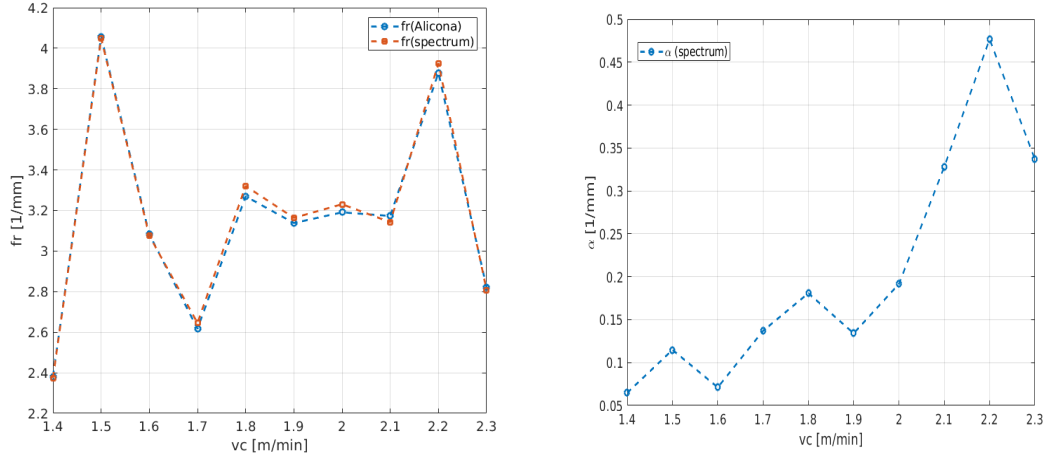 4.2
4
3.8
3.6
3.4
3.2
3
2.8
2.6
2.4
2.2
fr [1/mm]
fr(Alicona)
fr(spectrum)
1.4 1.5 1.6 1.7 1.8 1.9 2 2.1 2.2 2.3
vc [m/min]
0.5
0.45
0.4
0.35
0.3
0.25
0.2
0.15
0.1
0.05
α [1/mm]
α (spectrum)
1.4 1.5 1.6 1.7 1.8 1.9 2 2.1 2.2 2.3
vc [m/min]